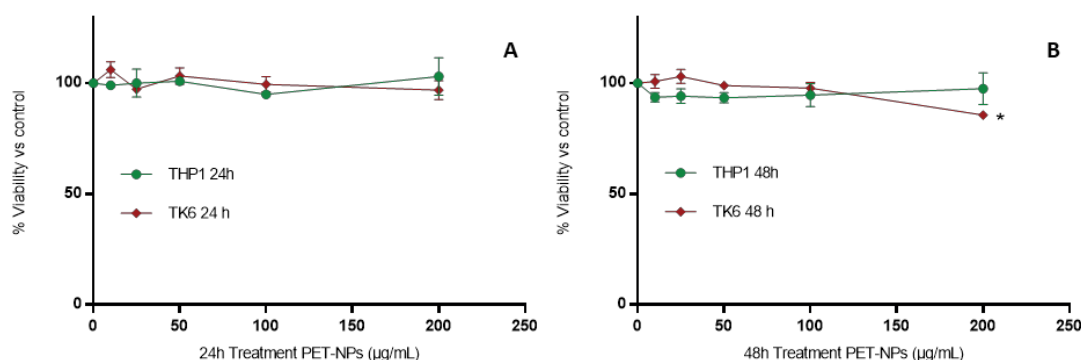 A
% Viability vs control
100
50
0
THP1 24h
TK6 24 h
0 50 100 150 200 250
24h Treatment PET-NPs (µg/mL)
B
% Viability vs control
100
50
0
THP1 48h
TK6 48 h
*
0 50 100 150 200 250
48h Treatment PET-NPs (µg/mL)